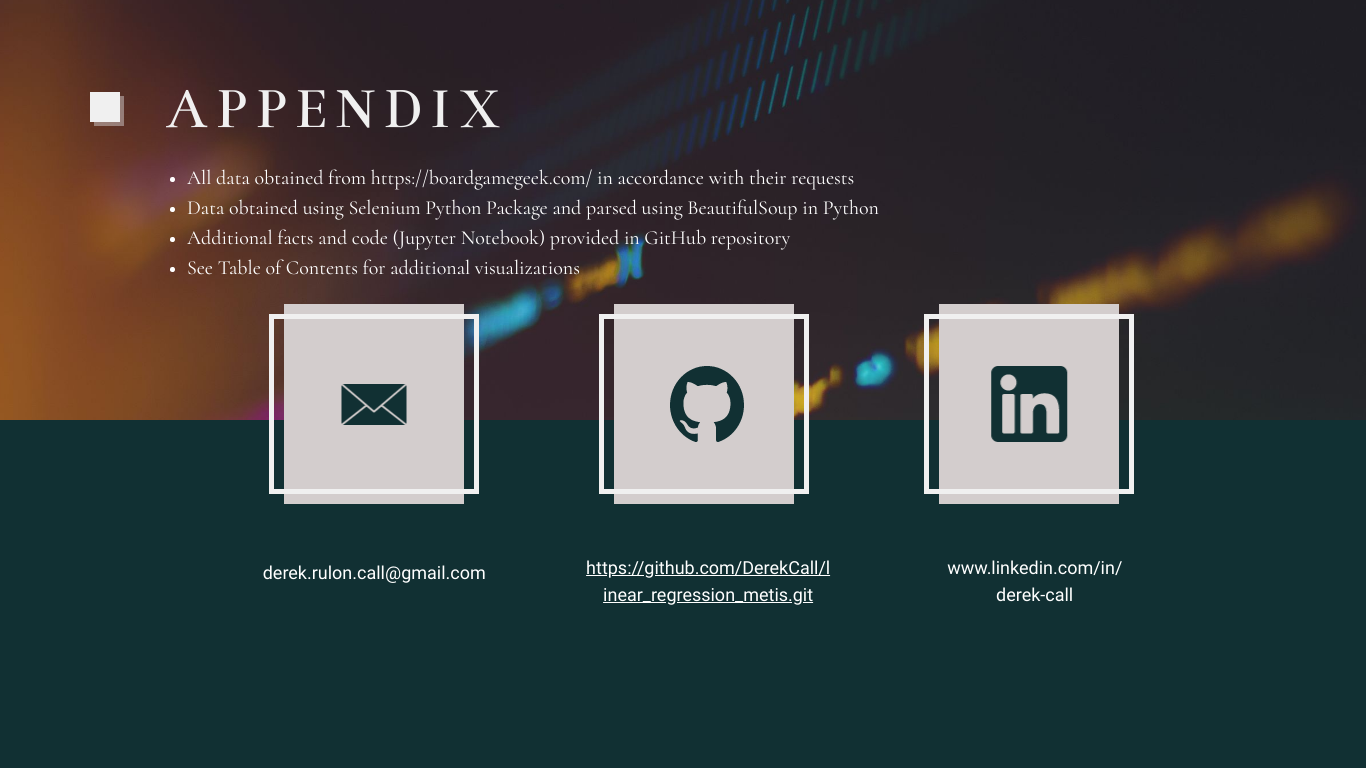 APPENDIX
• All data obtained from https://boardgamegeek.com/ in accordance with their requests
• Data obtained using Selenium Python Package and parsed using BeautifulSoup in Python
• Additional facts and code (Jupyter Notebook) provided in GitHub repository
• See Table of Contents for additional visualizations
in
derek.rulon.call@gmail.com
https://github.com/DerekCall/l
inear_regression_metis.git
www.linkedin.com/in/
derek-call